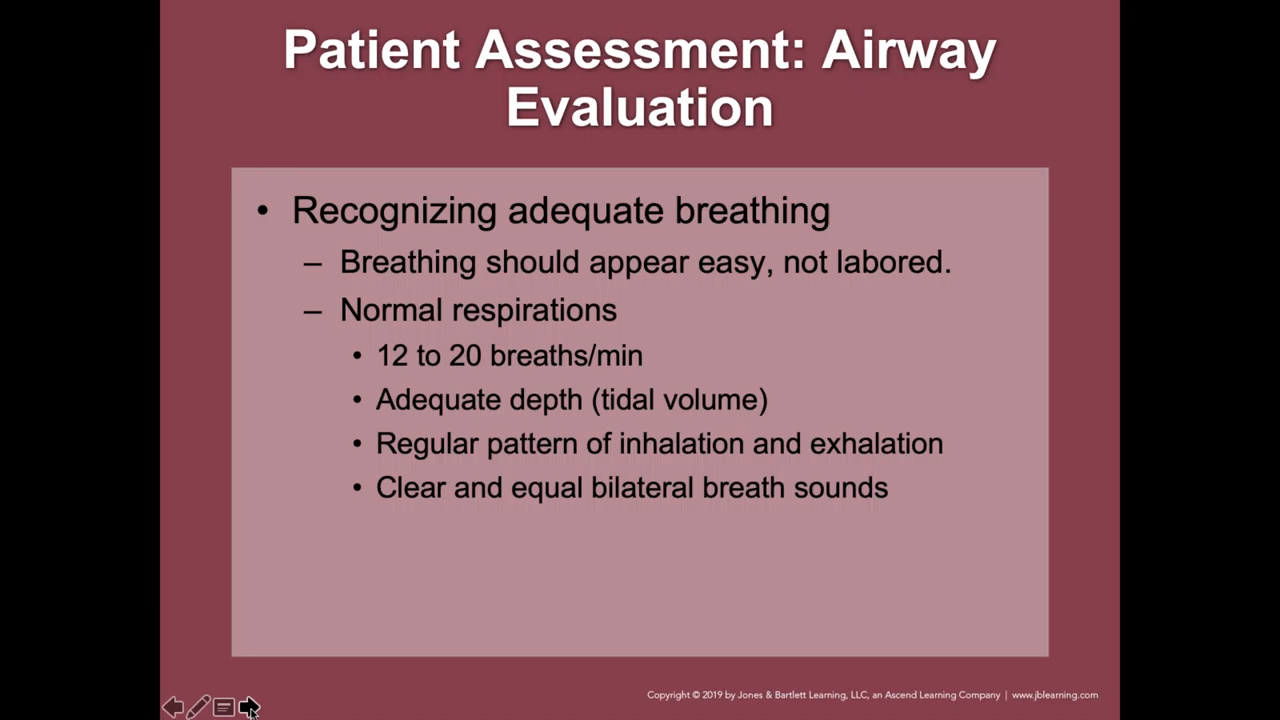 Patient Assessment: Airway
Evaluation
• Recognizing adequate breathing
– Breathing should appear easy, not labored.
– Normal respirations
• 12 to 20 breaths/min
• Adequate depth (tidal volume)
• Regular pattern of inhalation and exhalation
• Clear and equal bilateral breath sounds
Copyright © 2019 by Jones & Bartlett Learning, LLC, an Ascend Learning Company | www.jblearning.com